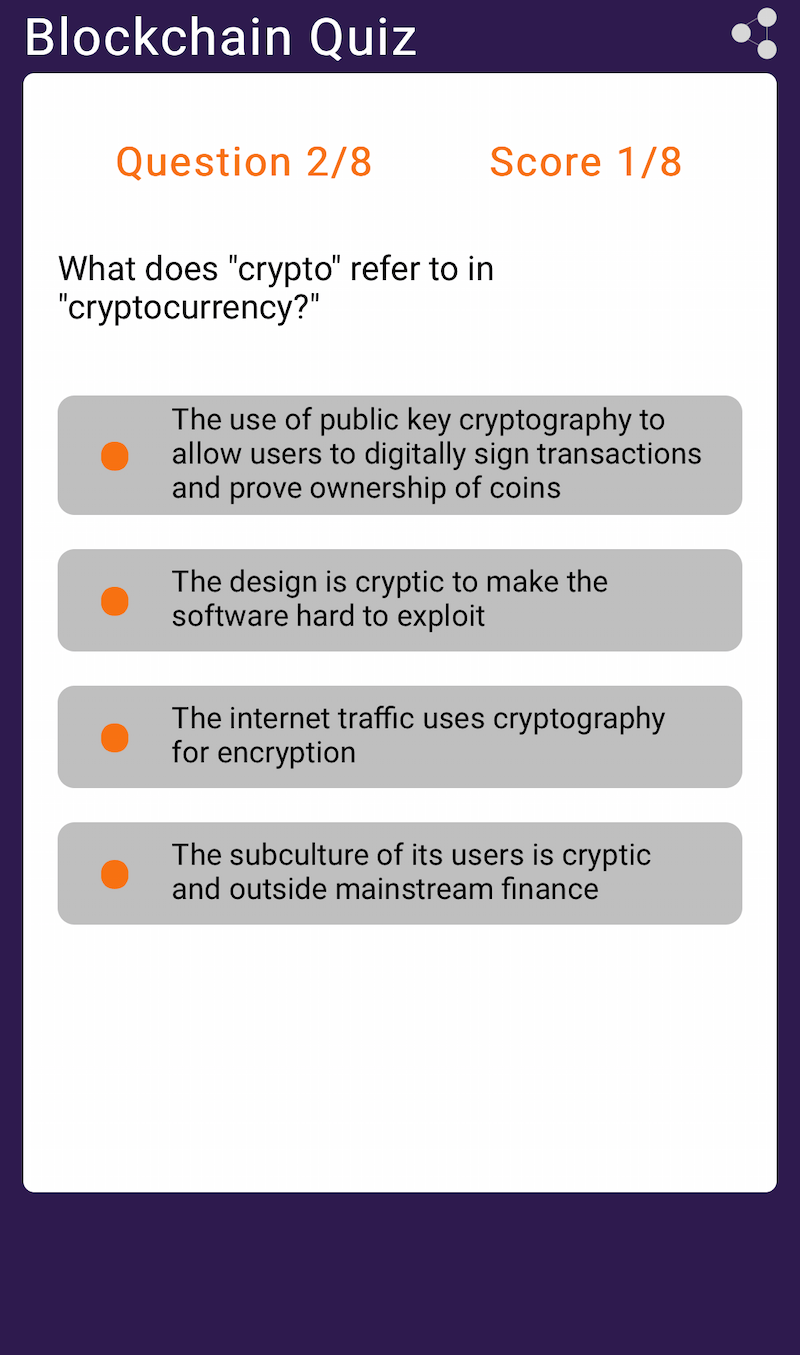 Blockchain Quiz
Question 2/8 Score 1/8
What does "crypto" refer to in
"cryptocurrency?"
The use of public key cryptography to
allow users to digitally sign transactions
and prove ownership of coins
The design is cryptic to make the
software hard to exploit
The internet traffic uses cryptography
for encryption
The subculture of its users is cryptic
and outside mainstream finance